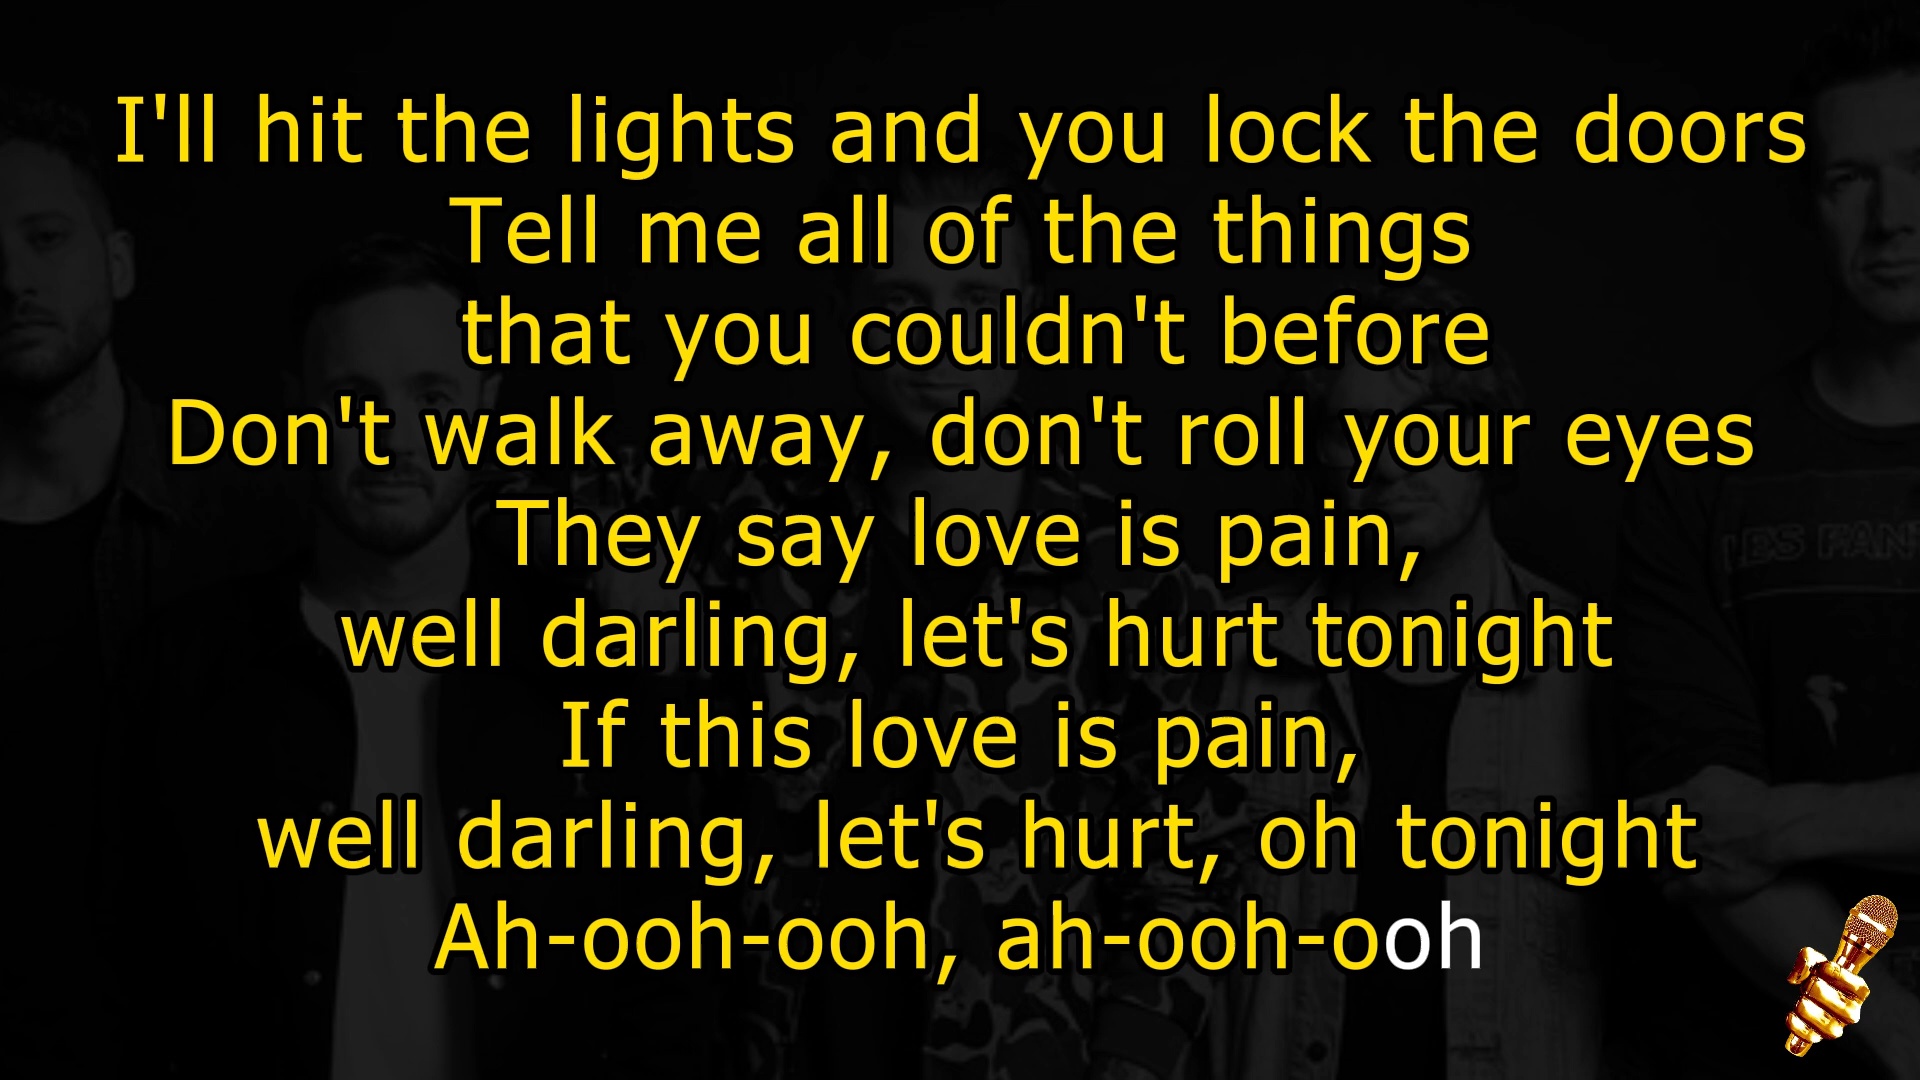 I'll hit the lights and you lock the doors
Tell me all of the things
that you couldn't before
Don't walk away, don't roll your eyes
They say love is pain,
well darling, let's hurt tonight
If this love is pain,
well darling, let's hurt, oh tonight
Ah-ooh-ooh, ah-ooh-ooh